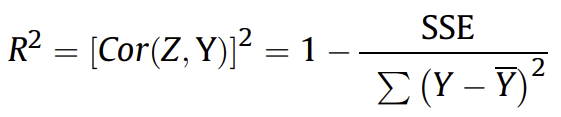 R² = [Cor(Z, Y)]² = 1 − SSE / ∑ (Y − Y̅)²